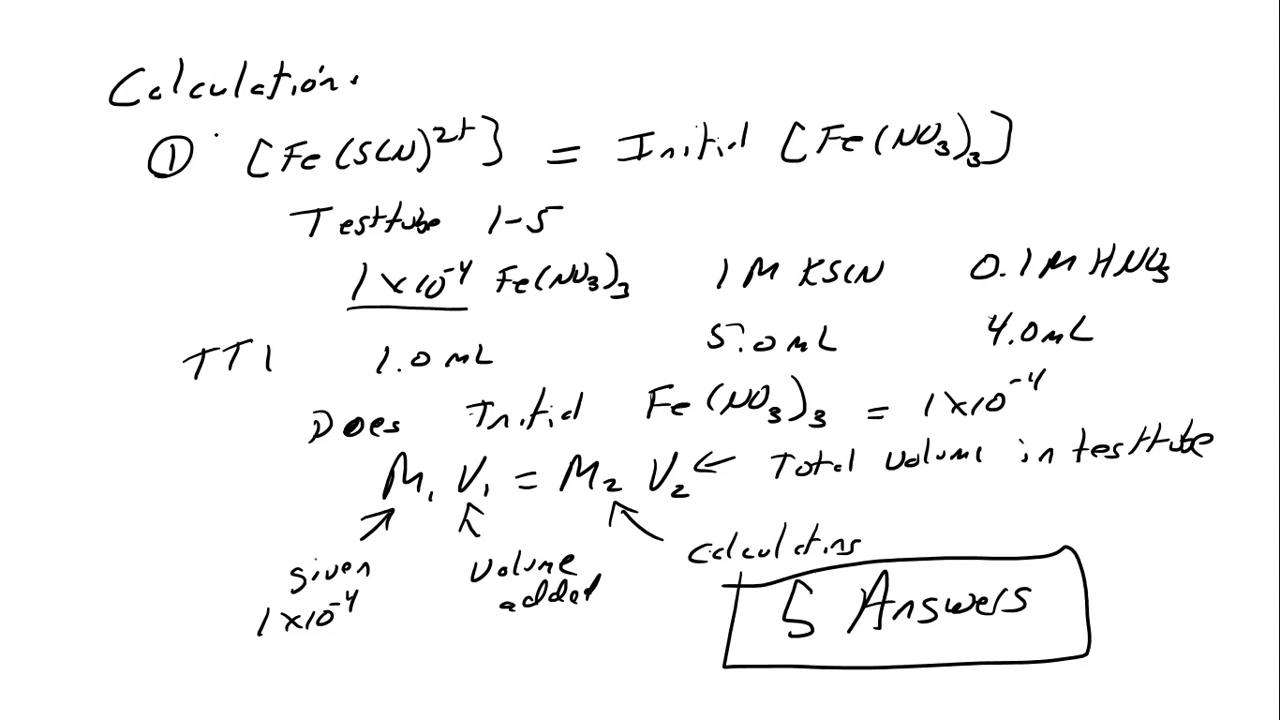 Calculation.
① [Fe(SCN)²⁺] = Initial [Fe(NO₃)₃]
Testtube 1-5
1 x 10⁻⁴ Fe(NO₃)₃ 1 M KSCN 0.1 M HNO₃
TT1 1.0 mL 5.0 mL 4.0 mL
Does Initial Fe(NO₃)₃ = 1 x 10⁻⁴
M₁ V₁ = M₂ V₂ ← Total volume in testtube
given volume added calculating
1 x 10⁻⁴
5 Answers